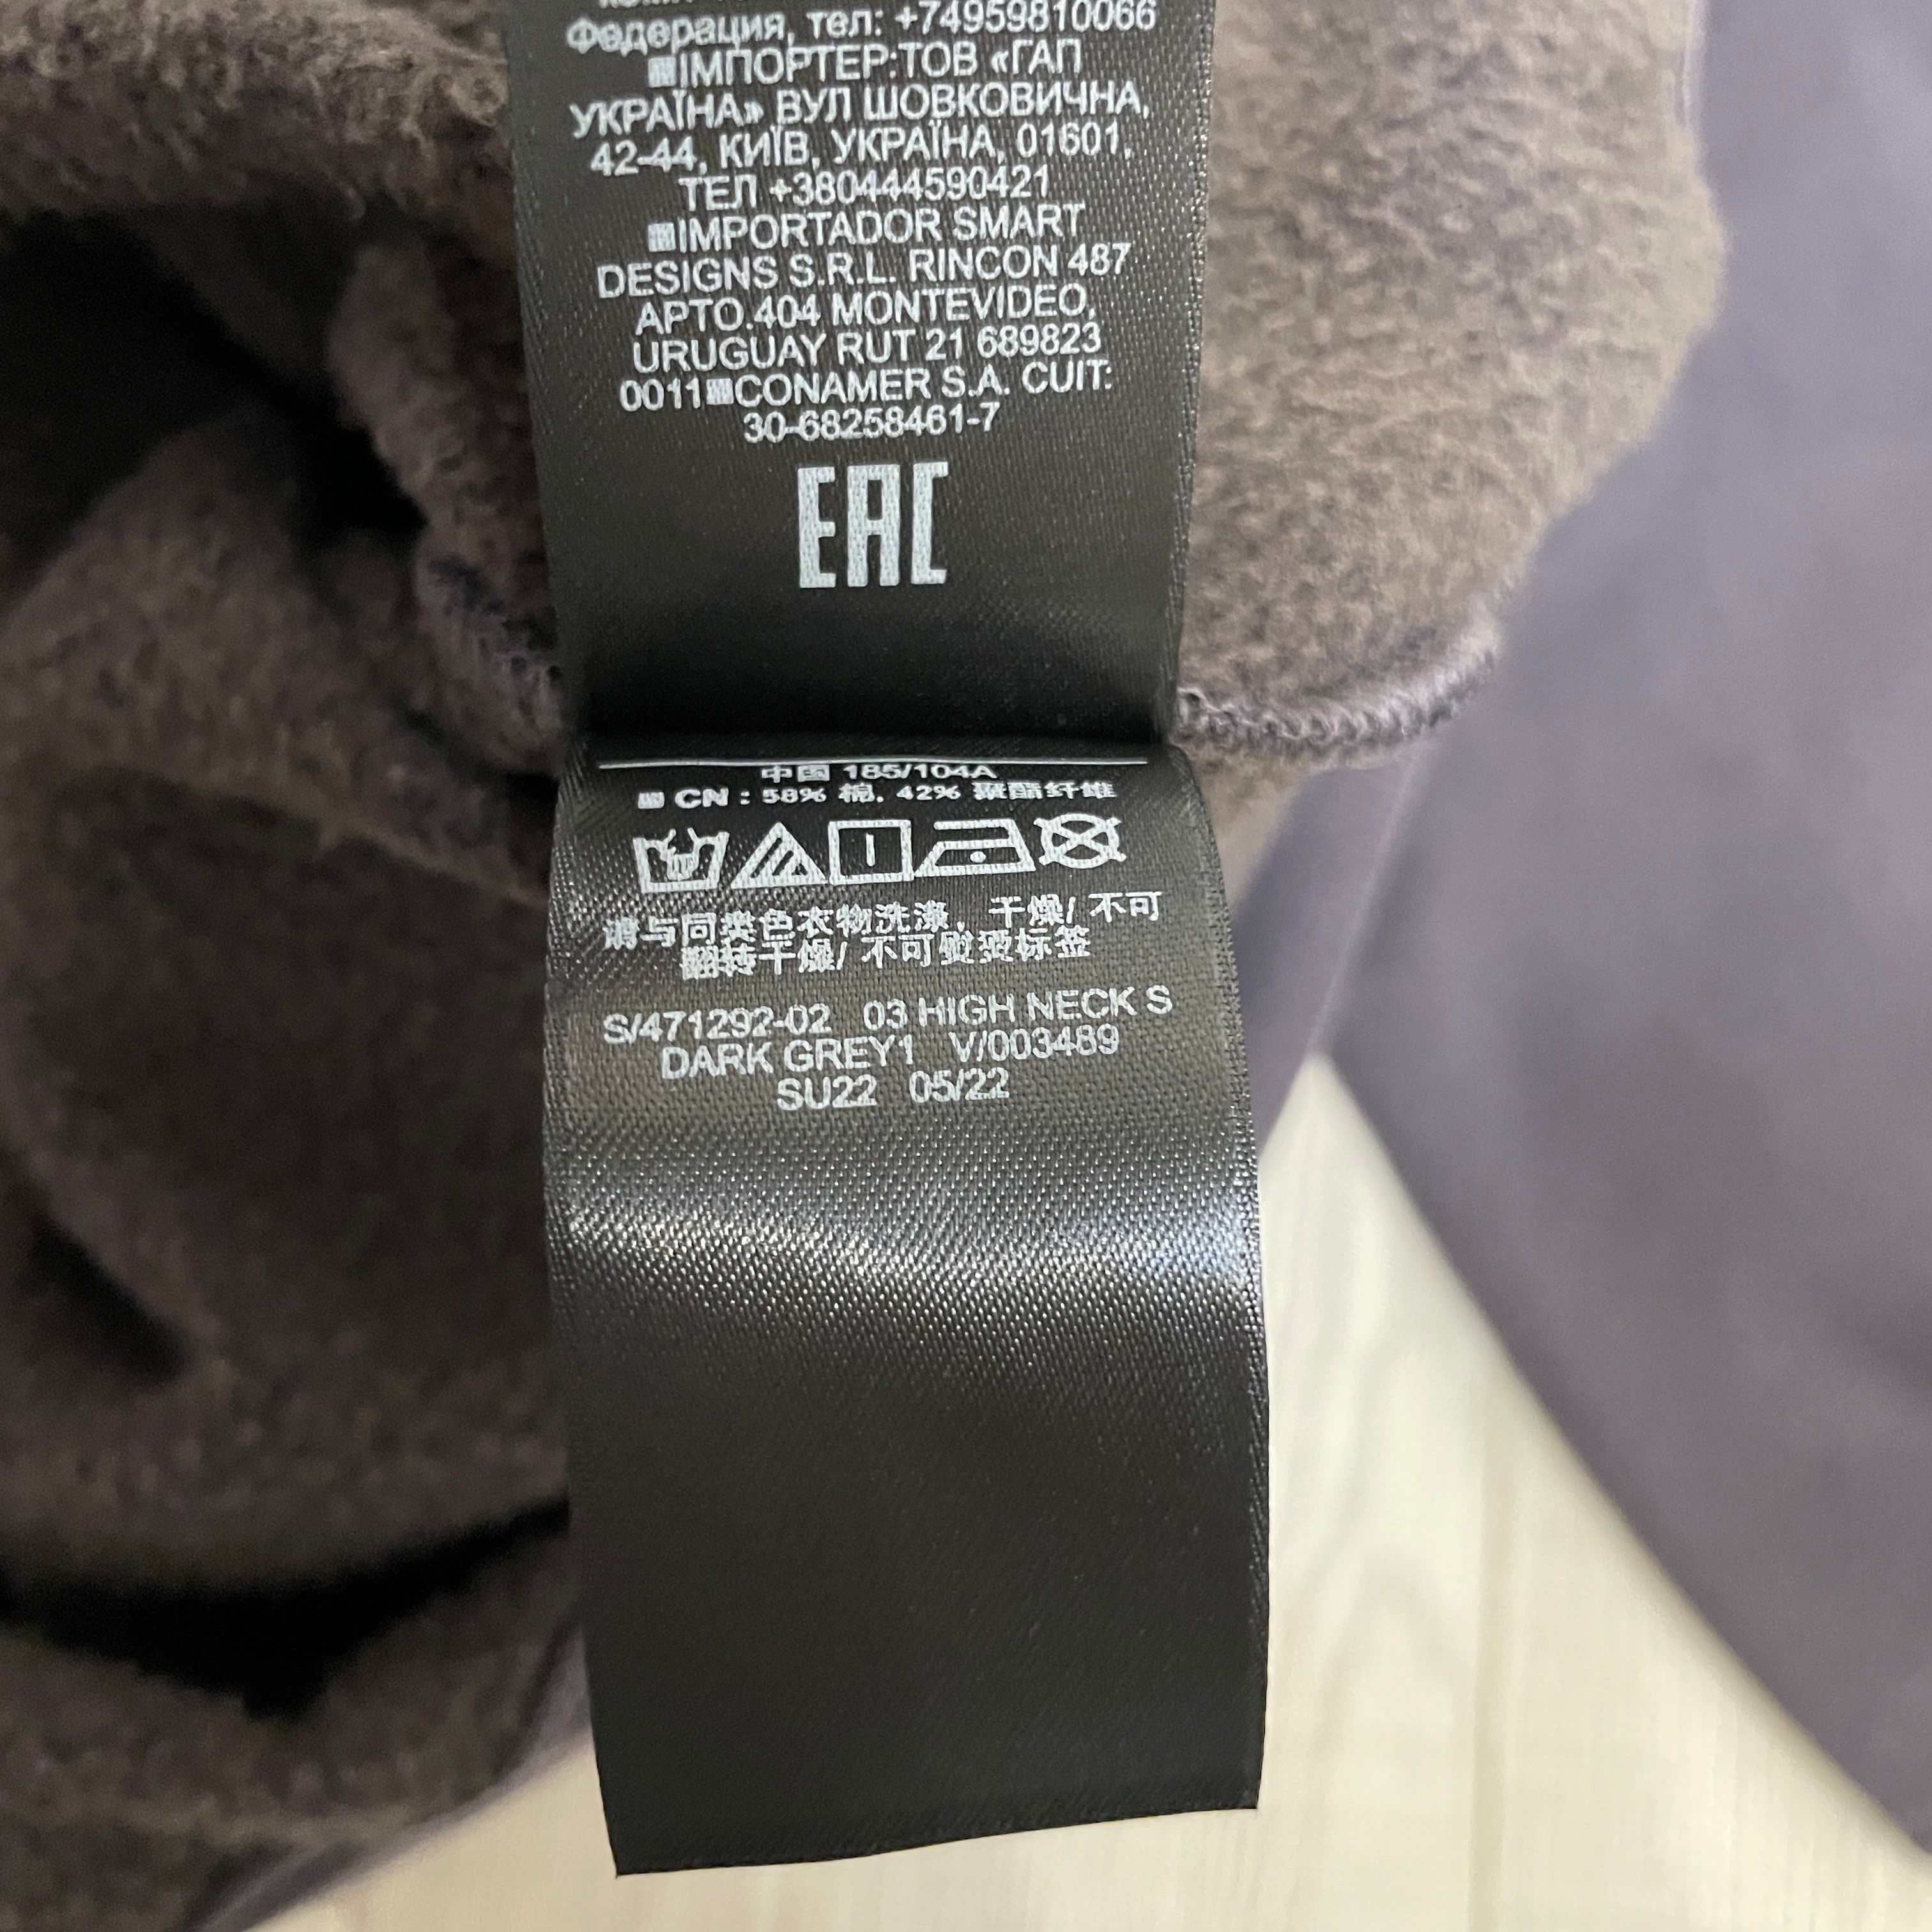 Федерация, тел: +74959810066
ІМПОРТЕР:ТОВ «ГАП
УКРАЇНА» ВУЛ ШОВКОВИЧНА,
42-44, КИЇВ, УКРАЇНА, 01601,
ТЕЛ +380444590421
IMPORTADOR SMART
DESIGNS S.R.L. RINCON 487
APTO.404 MONTEVIDEO,
URUGUAY RUT 21 689823
0011 CONAMER S.A. CUIT:
30-68258461-7
EAC
中国 185/104A
CN : 58% 棉, 42% 聚酯纤维
请与同类色衣物洗涤, 干燥/ 不可
翻转干燥/ 不可熨烫标签
S/471292-02 03 HIGH NECK S
DARK GREY1 V/003489
SU22 05/22